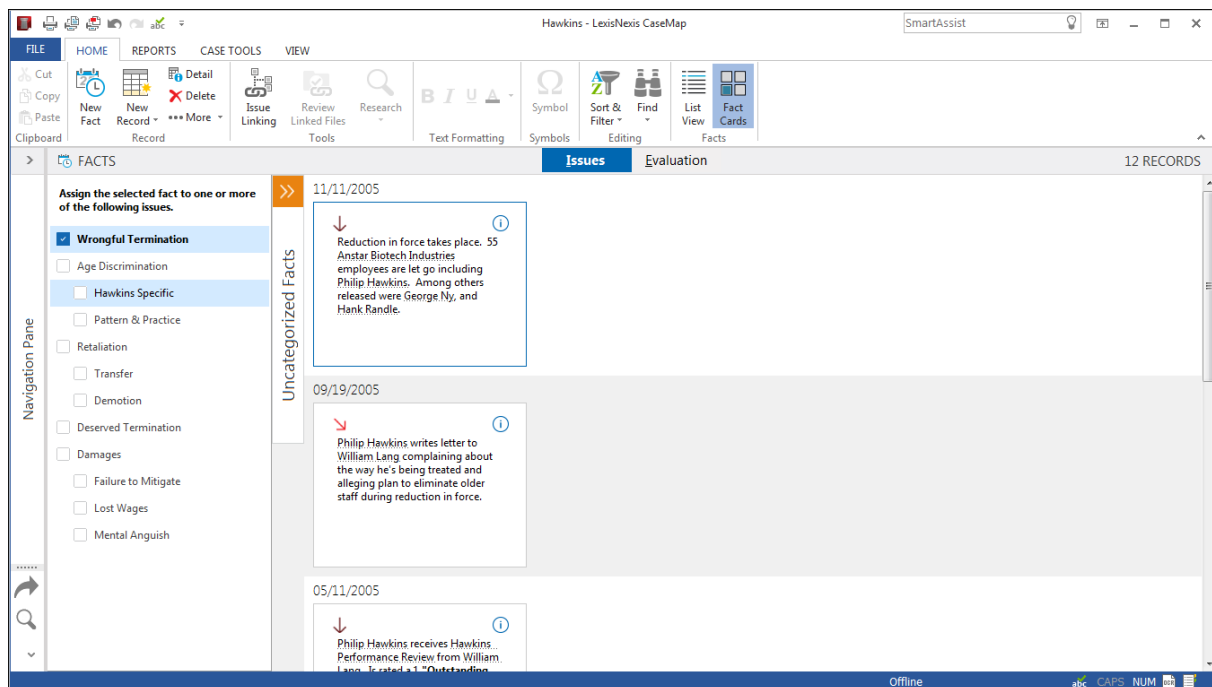 Hawkins - LexisNexis CaseMap
SmartAssist
FILE
HOME
REPORTS
CASE TOOLS
VIEW
Cut
Copy
Paste
Clipboard
New Fact
New Record
Detail
Delete
More
Record
Issue Linking
Review Linked Files
Research
Tools
B I U A
Text Formatting
Ω
Symbol
Symbols
Sort & Filter
Find
Editing
List View
Fact Cards
Facts
FACTS
Issues
Evaluation
12 RECORDS
Navigation Pane
Assign the selected fact to one or more
of the following issues.
Wrongful Termination
Age Discrimination
Hawkins Specific
Pattern & Practice
Retaliation
Transfer
Demotion
Deserved Termination
Damages
Failure to Mitigate
Lost Wages
Mental Anguish
Uncategorized Facts
11/11/2005
Reduction in force takes place. 55
Anstar Biotech Industries
employees are let go including
Philip Hawkins. Among others
released were George Ny, and
Hank Randle.
09/19/2005
Philip Hawkins writes letter to
William Lang complaining about
the way he's being treated and
alleging plan to eliminate older
staff during reduction in force.
05/11/2005
Philip Hawkins receives Hawkins
Performance Review from William
Lang. Is rated a 1 "Outstanding
Offline
abc CAPS NUM OCR